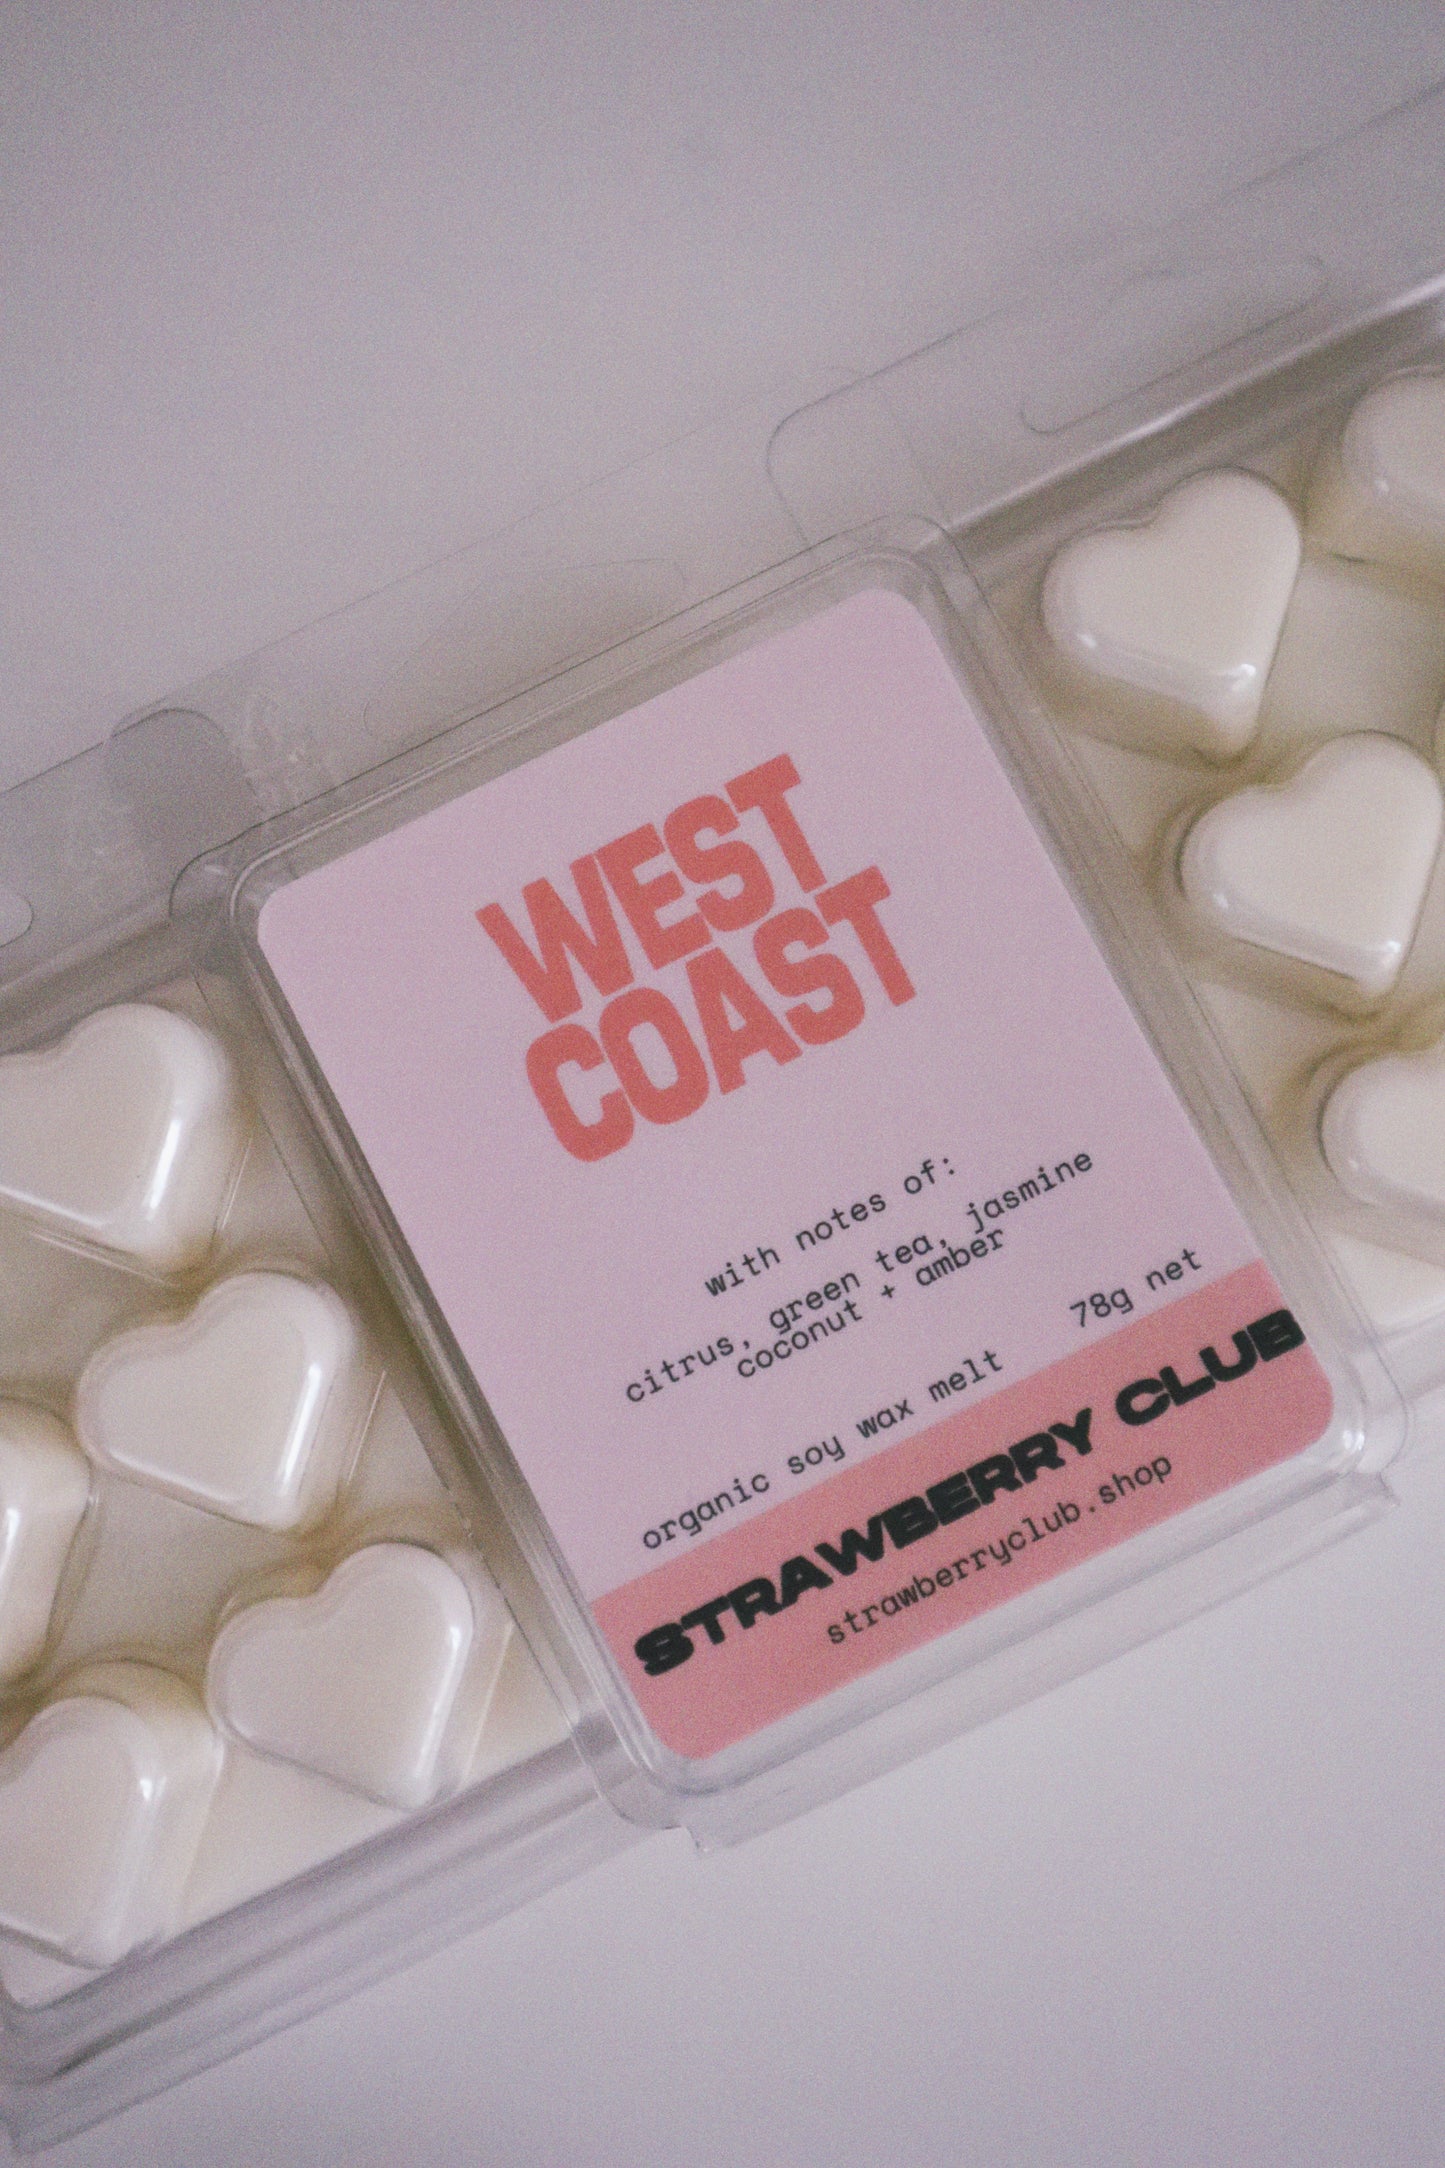 WEST
COAST
with notes of:
citrus, green tea, jasmine
coconut + amber
organic soy wax melt 78g net
STRAWBERRY CLUB
strawberryclub.shop